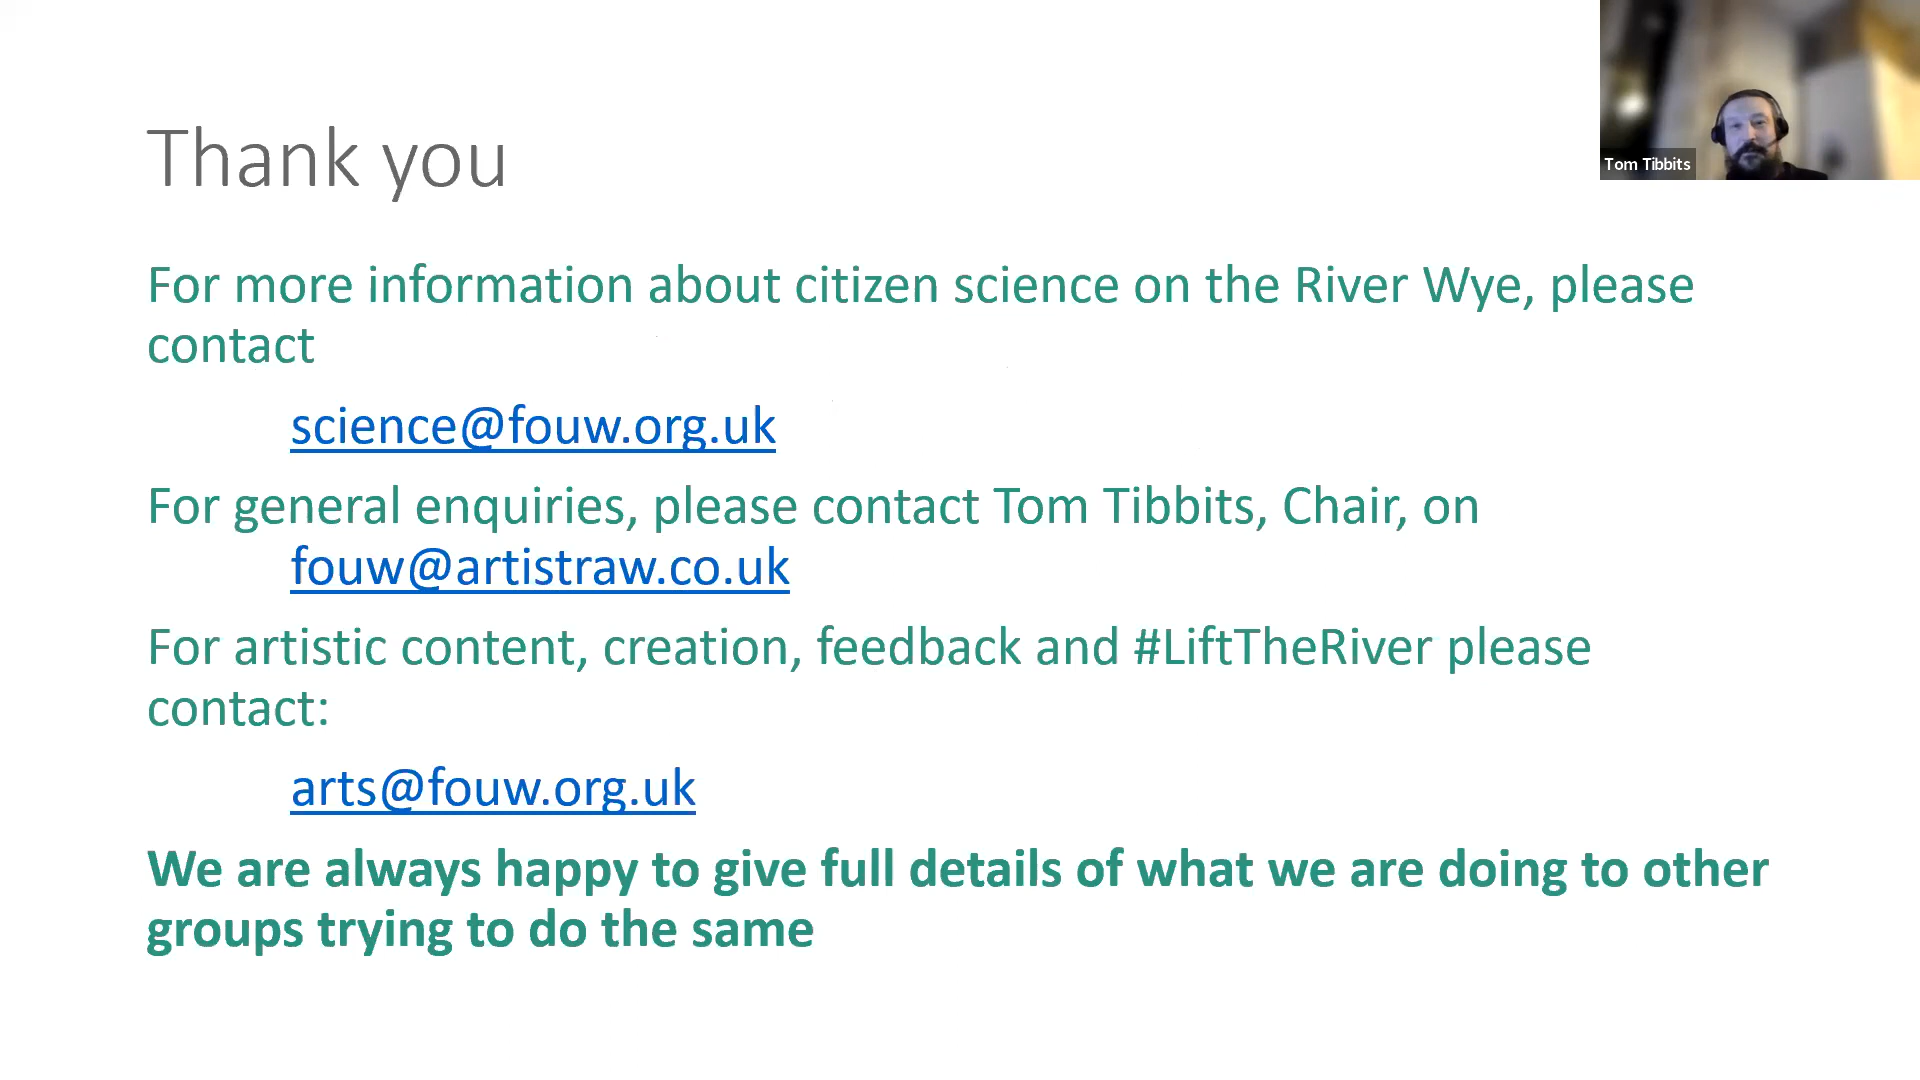 Thank you
Tom Tibbits
For more information about citizen science on the River Wye, please
contact
science@fouw.org.uk
For general enquiries, please contact Tom Tibbits, Chair, on
fouw@artistraw.co.uk
For artistic content, creation, feedback and #LiftTheRiver please
contact:
arts@fouw.org.uk
We are always happy to give full details of what we are doing to other
groups trying to do the same